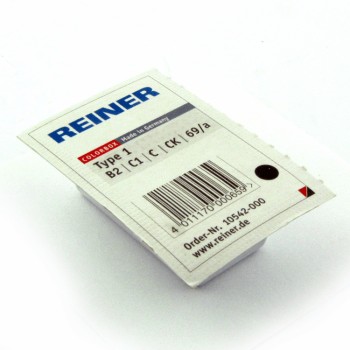 REINER
COLORBOX Made in Germany
Type 1
B2 | C1 | C | CK | 69/a
4 011170 000659
Order-Nr. 10542-000
www.reiner.de